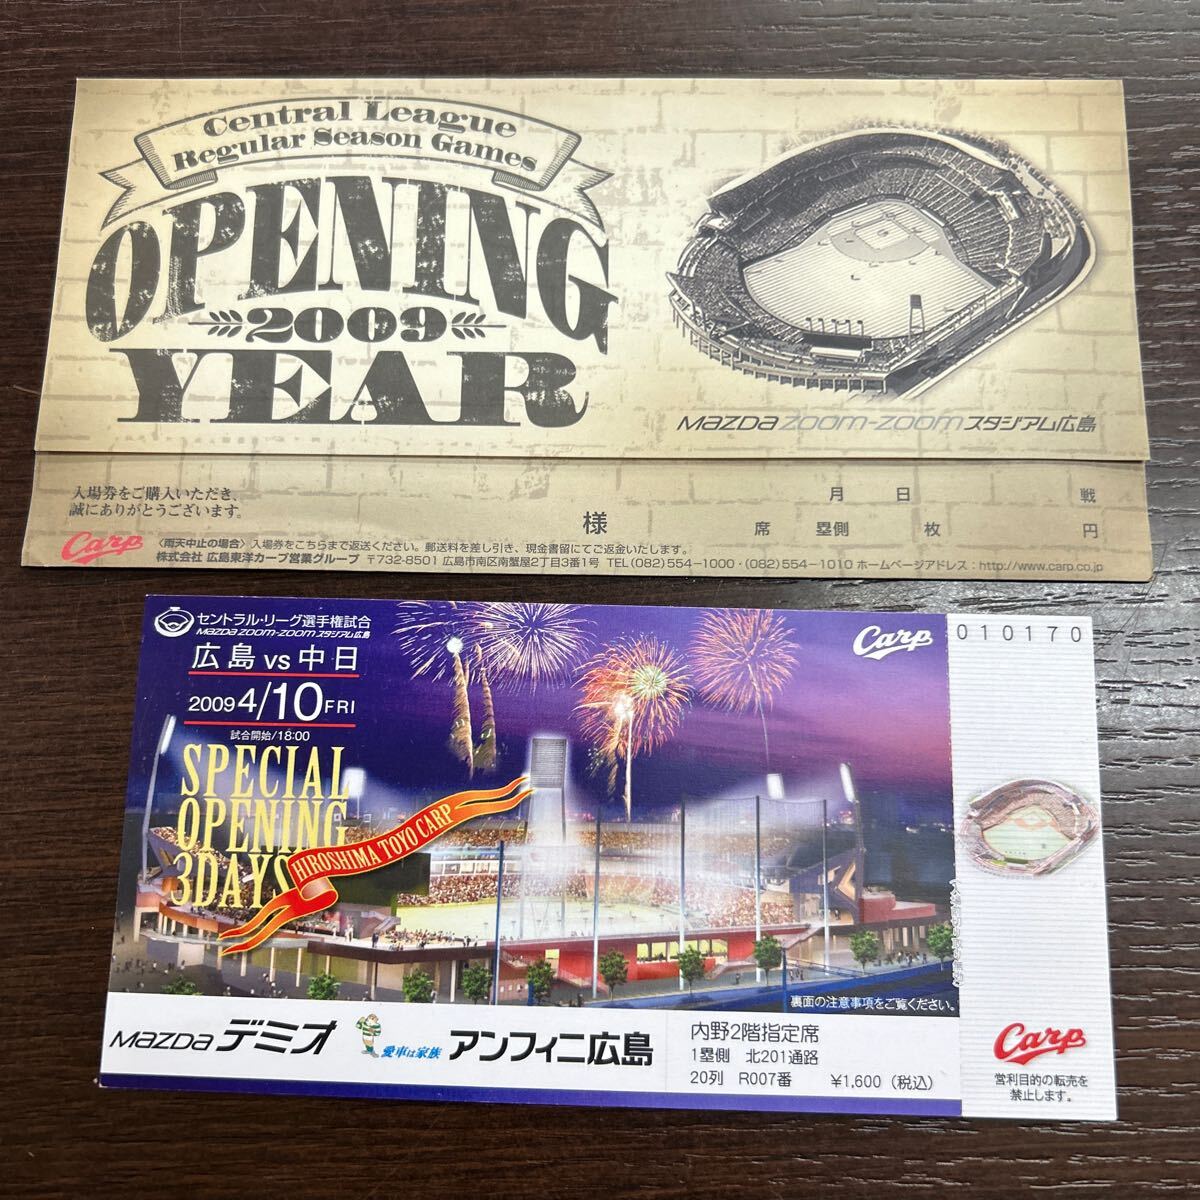 Central League
Regular Season Games
OPENING
2009
YEAR
mazDa zoom-zoom スタジアム広島
入場券をご購入いただき、
誠にありがとうございます。
様
月 日 戦
席 塁側 枚 円
Carp
〈雨天中止の場合〉入場券をこちらまで返送ください。郵送料を差し引き、現金書留にてご返金いたします。
株式会社 広島東洋カープ営業グループ 〒732-8501 広島市南区南蟹屋2丁目3番1号 TEL(082)554-1000・(082)554-1010 ホームページアドレス:http://www.carp.co.jp
セントラル・リーグ選手権試合
mazDa zoom-zoom スタジアム広島
広島 vs 中日
2009 4/10 FRI
試合開始/18:00
SPECIAL
OPENING
3DAYS
HIROSHIMA TOYO CARP
Carp
裏面の注意事項をご覧ください。
mazDa デミオ
愛車は家族
アンフィニ広島
内野2階指定席
1塁側 北201通路
20列 R007番 ¥1,600 (税込)
010170
Carp
営利目的の転売を
禁止します。